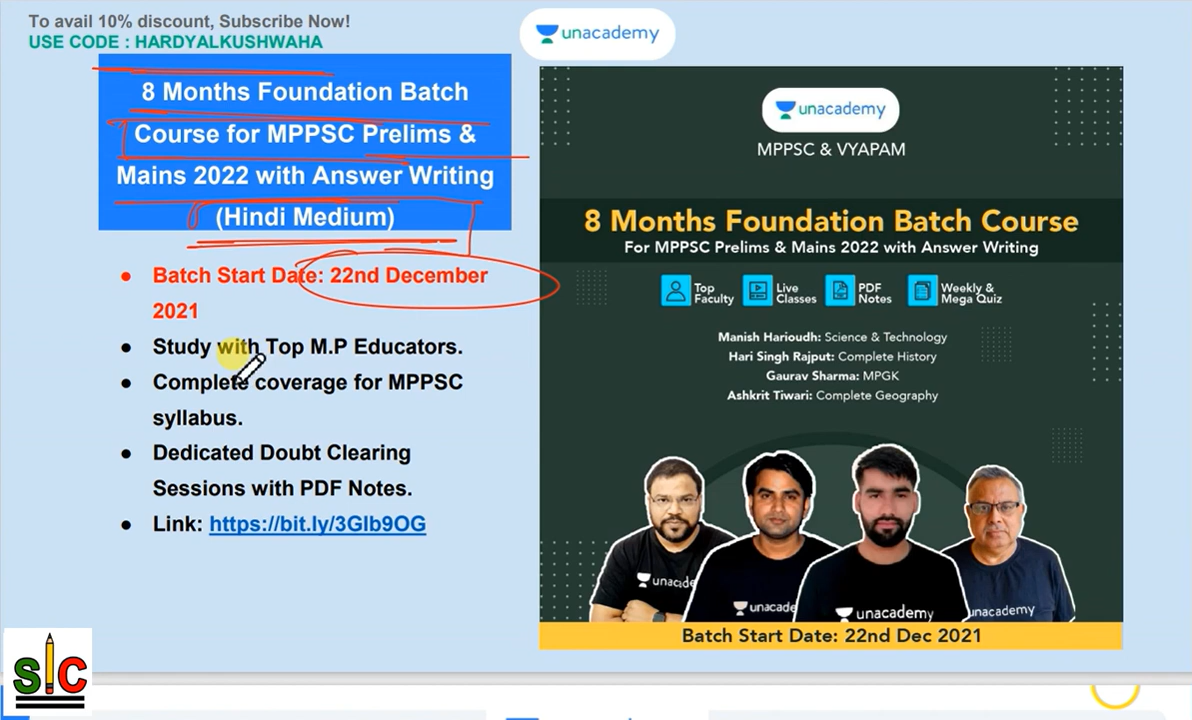 To avail 10% discount, Subscribe Now!
USE CODE : HARDYALKUSHWAHA
unacademy
8 Months Foundation Batch
Course for MPPSC Prelims &
Mains 2022 with Answer Writing
(Hindi Medium)
● Batch Start Date: 22nd December
2021
● Study with Top M.P Educators.
● Complete coverage for MPPSC
syllabus.
● Dedicated Doubt Clearing
Sessions with PDF Notes.
● Link: https://bit.ly/3GIb9OG
unacademy
MPPSC & VYAPAM
8 Months Foundation Batch Course
For MPPSC Prelims & Mains 2022 with Answer Writing
Top Faculty
Live Classes
PDF Notes
Weekly & Mega Quiz
Manish Harioudh: Science & Technology
Hari Singh Rajput: Complete History
Gaurav Sharma: MPGK
Ashkrit Tiwari: Complete Geography
unacade
unacade
unacademy
unacademy
Batch Start Date: 22nd Dec 2021
SIC